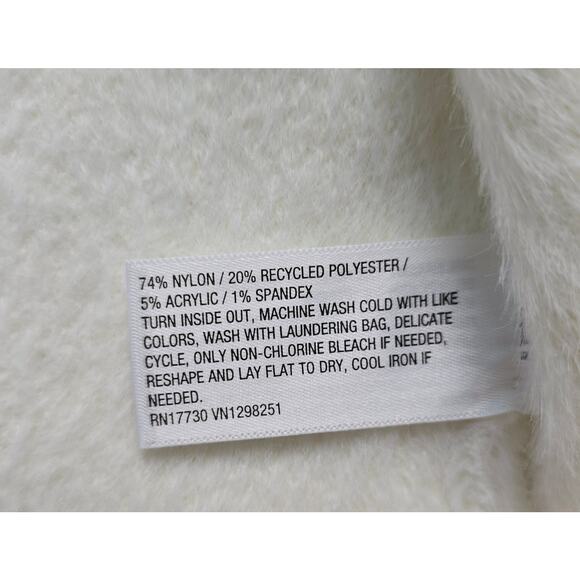 74% NYLON / 20% RECYCLED POLYESTER /
5% ACRYLIC / 1% SPANDEX
TURN INSIDE OUT, MACHINE WASH COLD WITH LIKE
COLORS, WASH WITH LAUNDERING BAG, DELICATE
CYCLE, ONLY NON-CHLORINE BLEACH IF NEEDED,
RESHAPE AND LAY FLAT TO DRY, COOL IRON IF
NEEDED.
RN17730 VN1298251